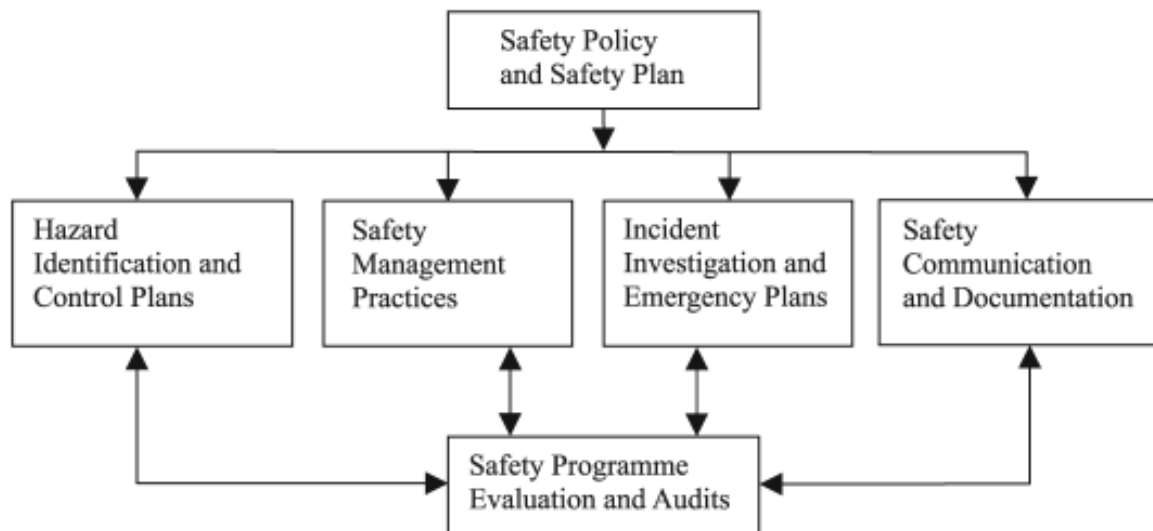 Safety Policy
and Safety Plan
Hazard
Identification and
Control Plans
Safety
Management
Practices
Incident
Investigation and
Emergency Plans
Safety
Communication
and Documentation
Safety Programme
Evaluation and Audits